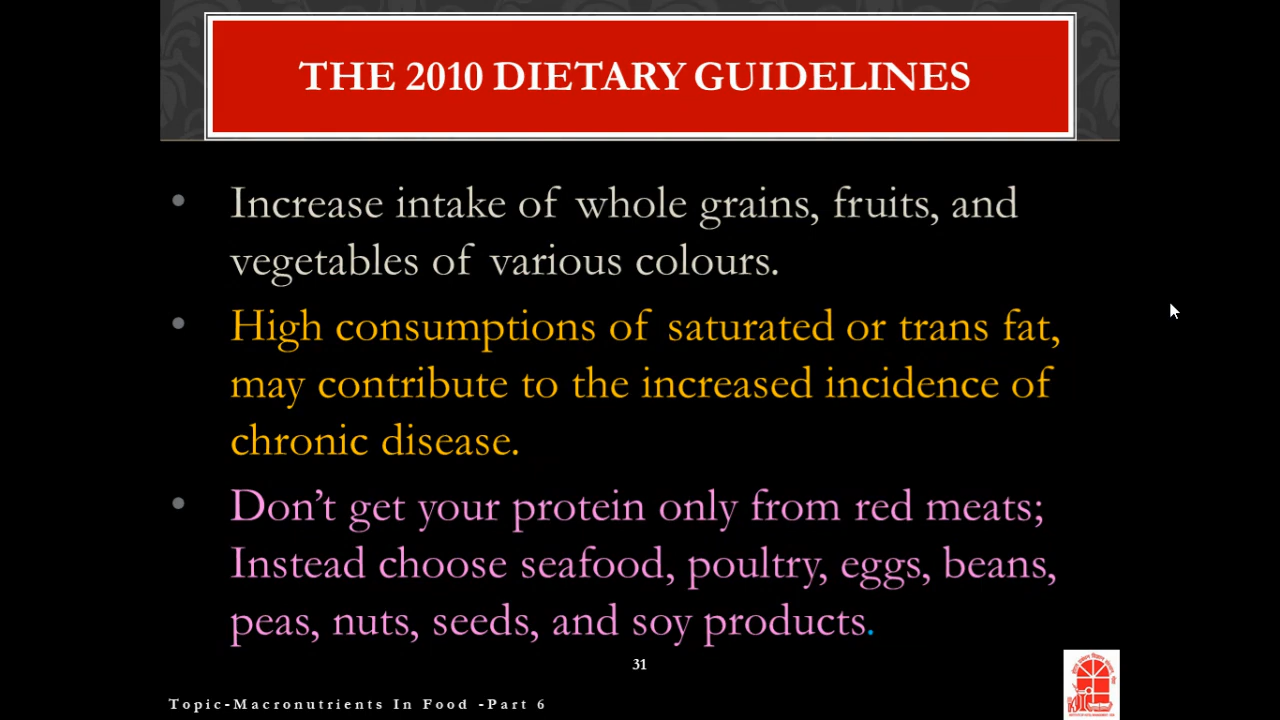 THE 2010 DIETARY GUIDELINES
• Increase intake of whole grains, fruits, and
vegetables of various colours.
• High consumptions of saturated or trans fat,
may contribute to the increased incidence of
chronic disease.
• Don't get your protein only from red meats;
Instead choose seafood, poultry, eggs, beans,
peas, nuts, seeds, and soy products.
31
Topic-Macronutrients In Food -Part 6